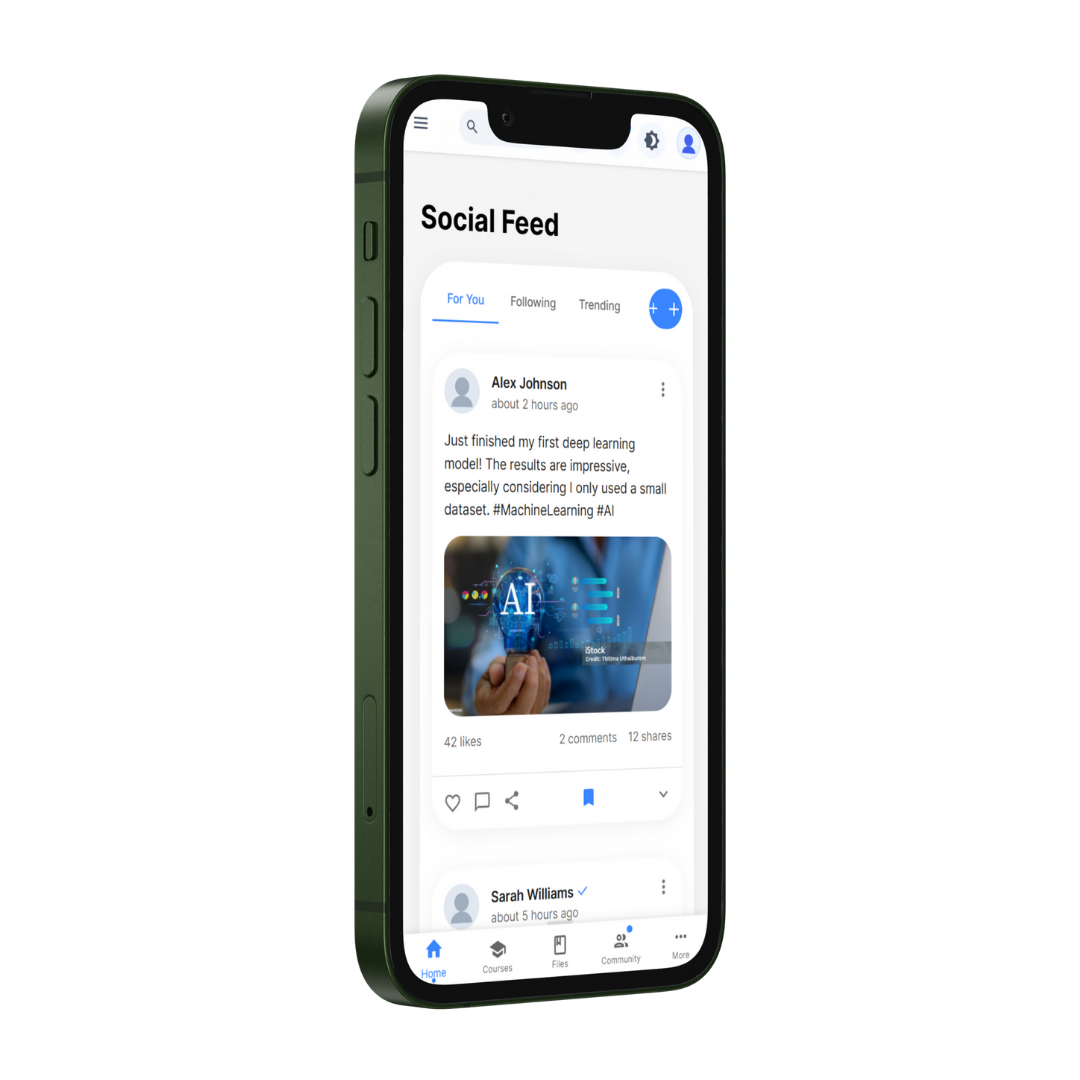 Social Feed
For You Following Trending
Alex Johnson
about 2 hours ago
Just finished my first deep learning
model! The results are impressive,
especially considering I only used a small
dataset. #MachineLearning #AI
AI
iStock
Credit: Thitima Uthaiburom
42 likes 2 comments 12 shares
Sarah Williams
about 5 hours ago
Home Courses Files Community More